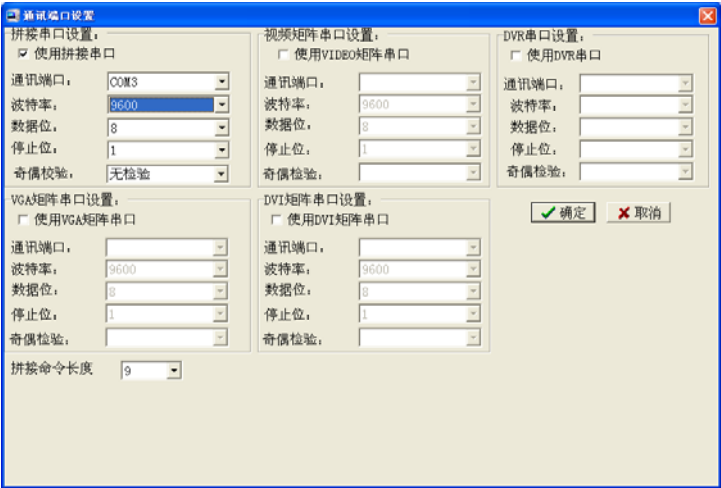 通讯端口设置
拼接串口设置：
使用拼接串口
通讯端口：
COM3
波特率：
9600
数据位：
8
停止位：
1
奇偶校验：
无检验
视频矩阵串口设置：
使用VIDEO矩阵串口
通讯端口：
波特率：
9600
数据位：
8
停止位：
1
奇偶检验：
DVR串口设置：
使用DVR串口
通讯端口：
波特率：
数据位：
停止位：
奇偶检验：
VGA矩阵串口设置：
使用VGA矩阵串口
通讯端口：
波特率：
9600
数据位：
8
停止位：
1
奇偶检验：
DVI矩阵串口设置：
使用DVI矩阵串口
通讯端口：
波特率：
9600
数据位：
8
停止位：
1
奇偶检验：
确定
取消
拼接命令长度
9